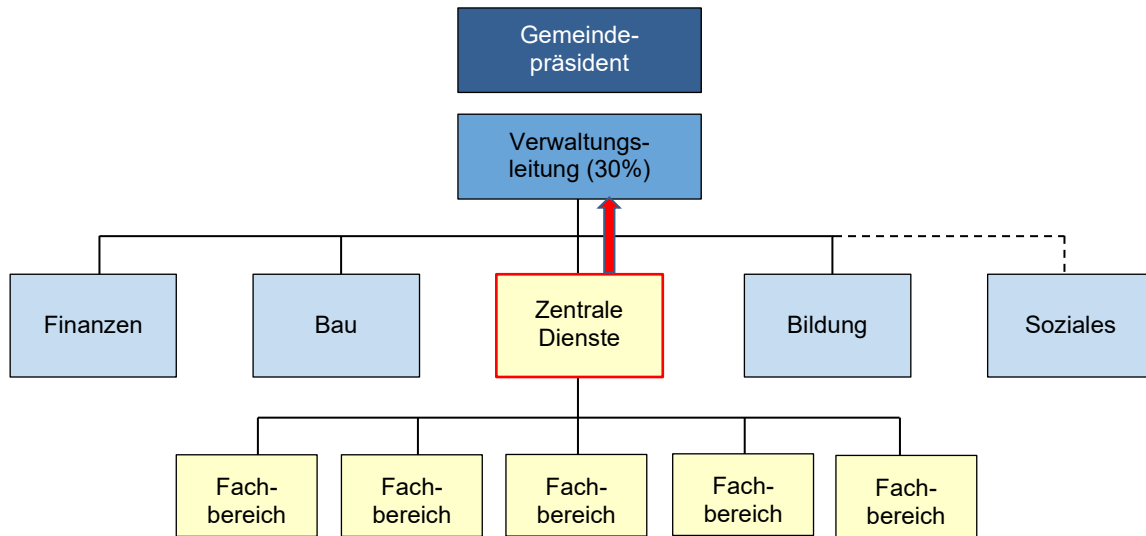 Gemeinde-
präsident
Verwaltungs-
leitung (30%)
Finanzen
Bau
Zentrale
Dienste
Bildung
Soziales
Fach-
bereich
Fach-
bereich
Fach-
bereich
Fach-
bereich
Fach-
bereich